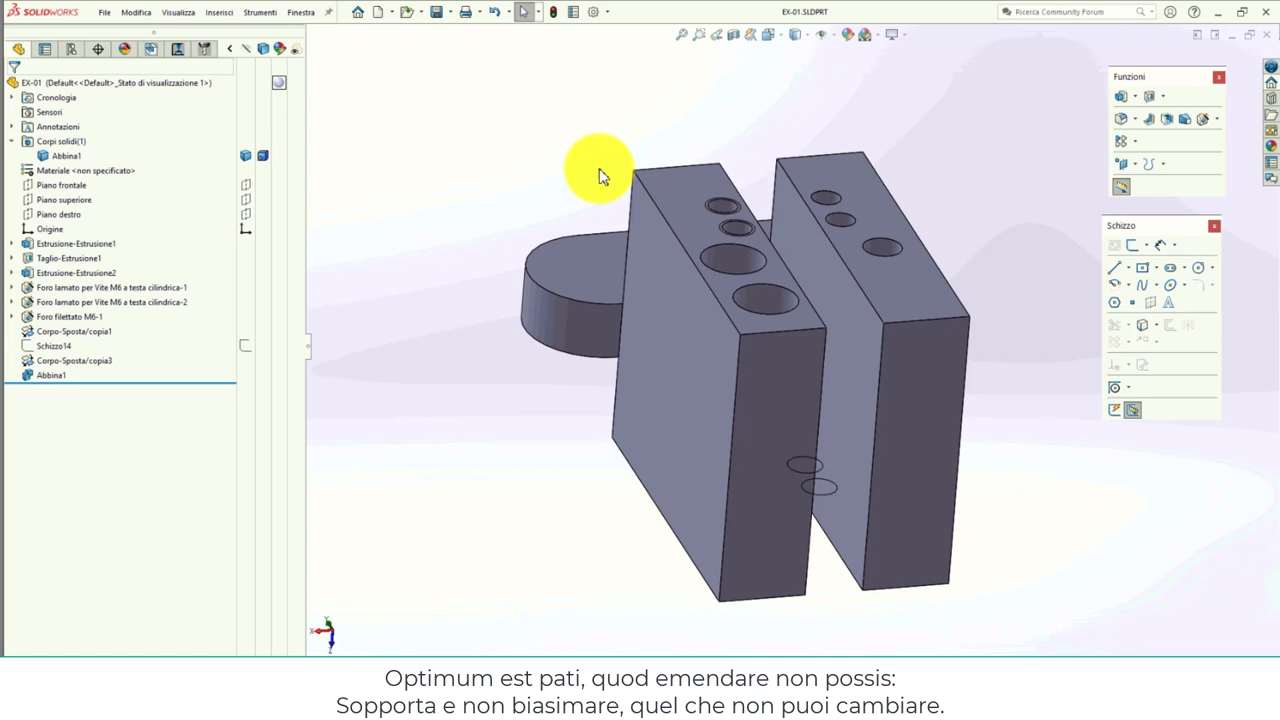 SOLIDWORKS File Modifica Visualizza Inserisci Strumenti Finestra EX-01.SLDPRT Ricerca Community Forum
EX-01 (Default<<Default>_Stato di visualizzazione 1>)
Cronologia
Sensori
Annotazioni
Corpi solidi(1)
Abbina1
Materiale <non specificato>
Piano frontale
Piano superiore
Piano destro
Origine
Estrusione-Estrusione1
Taglio-Estrusione1
Estrusione-Estrusione2
Foro lamato per Vite M6 a testa cilindrica-1
Foro lamato per Vite M6 a testa cilindrica-2
Foro filettato M6-1
Corpo-Sposta/copia1
Schizzo14
Corpo-Sposta/copia3
Abbina1
Funzioni
Schizzo
Y
X
Z
Optimum est pati, quod emendare non possis:
Sopporta e non biasimare, quel che non puoi cambiare.